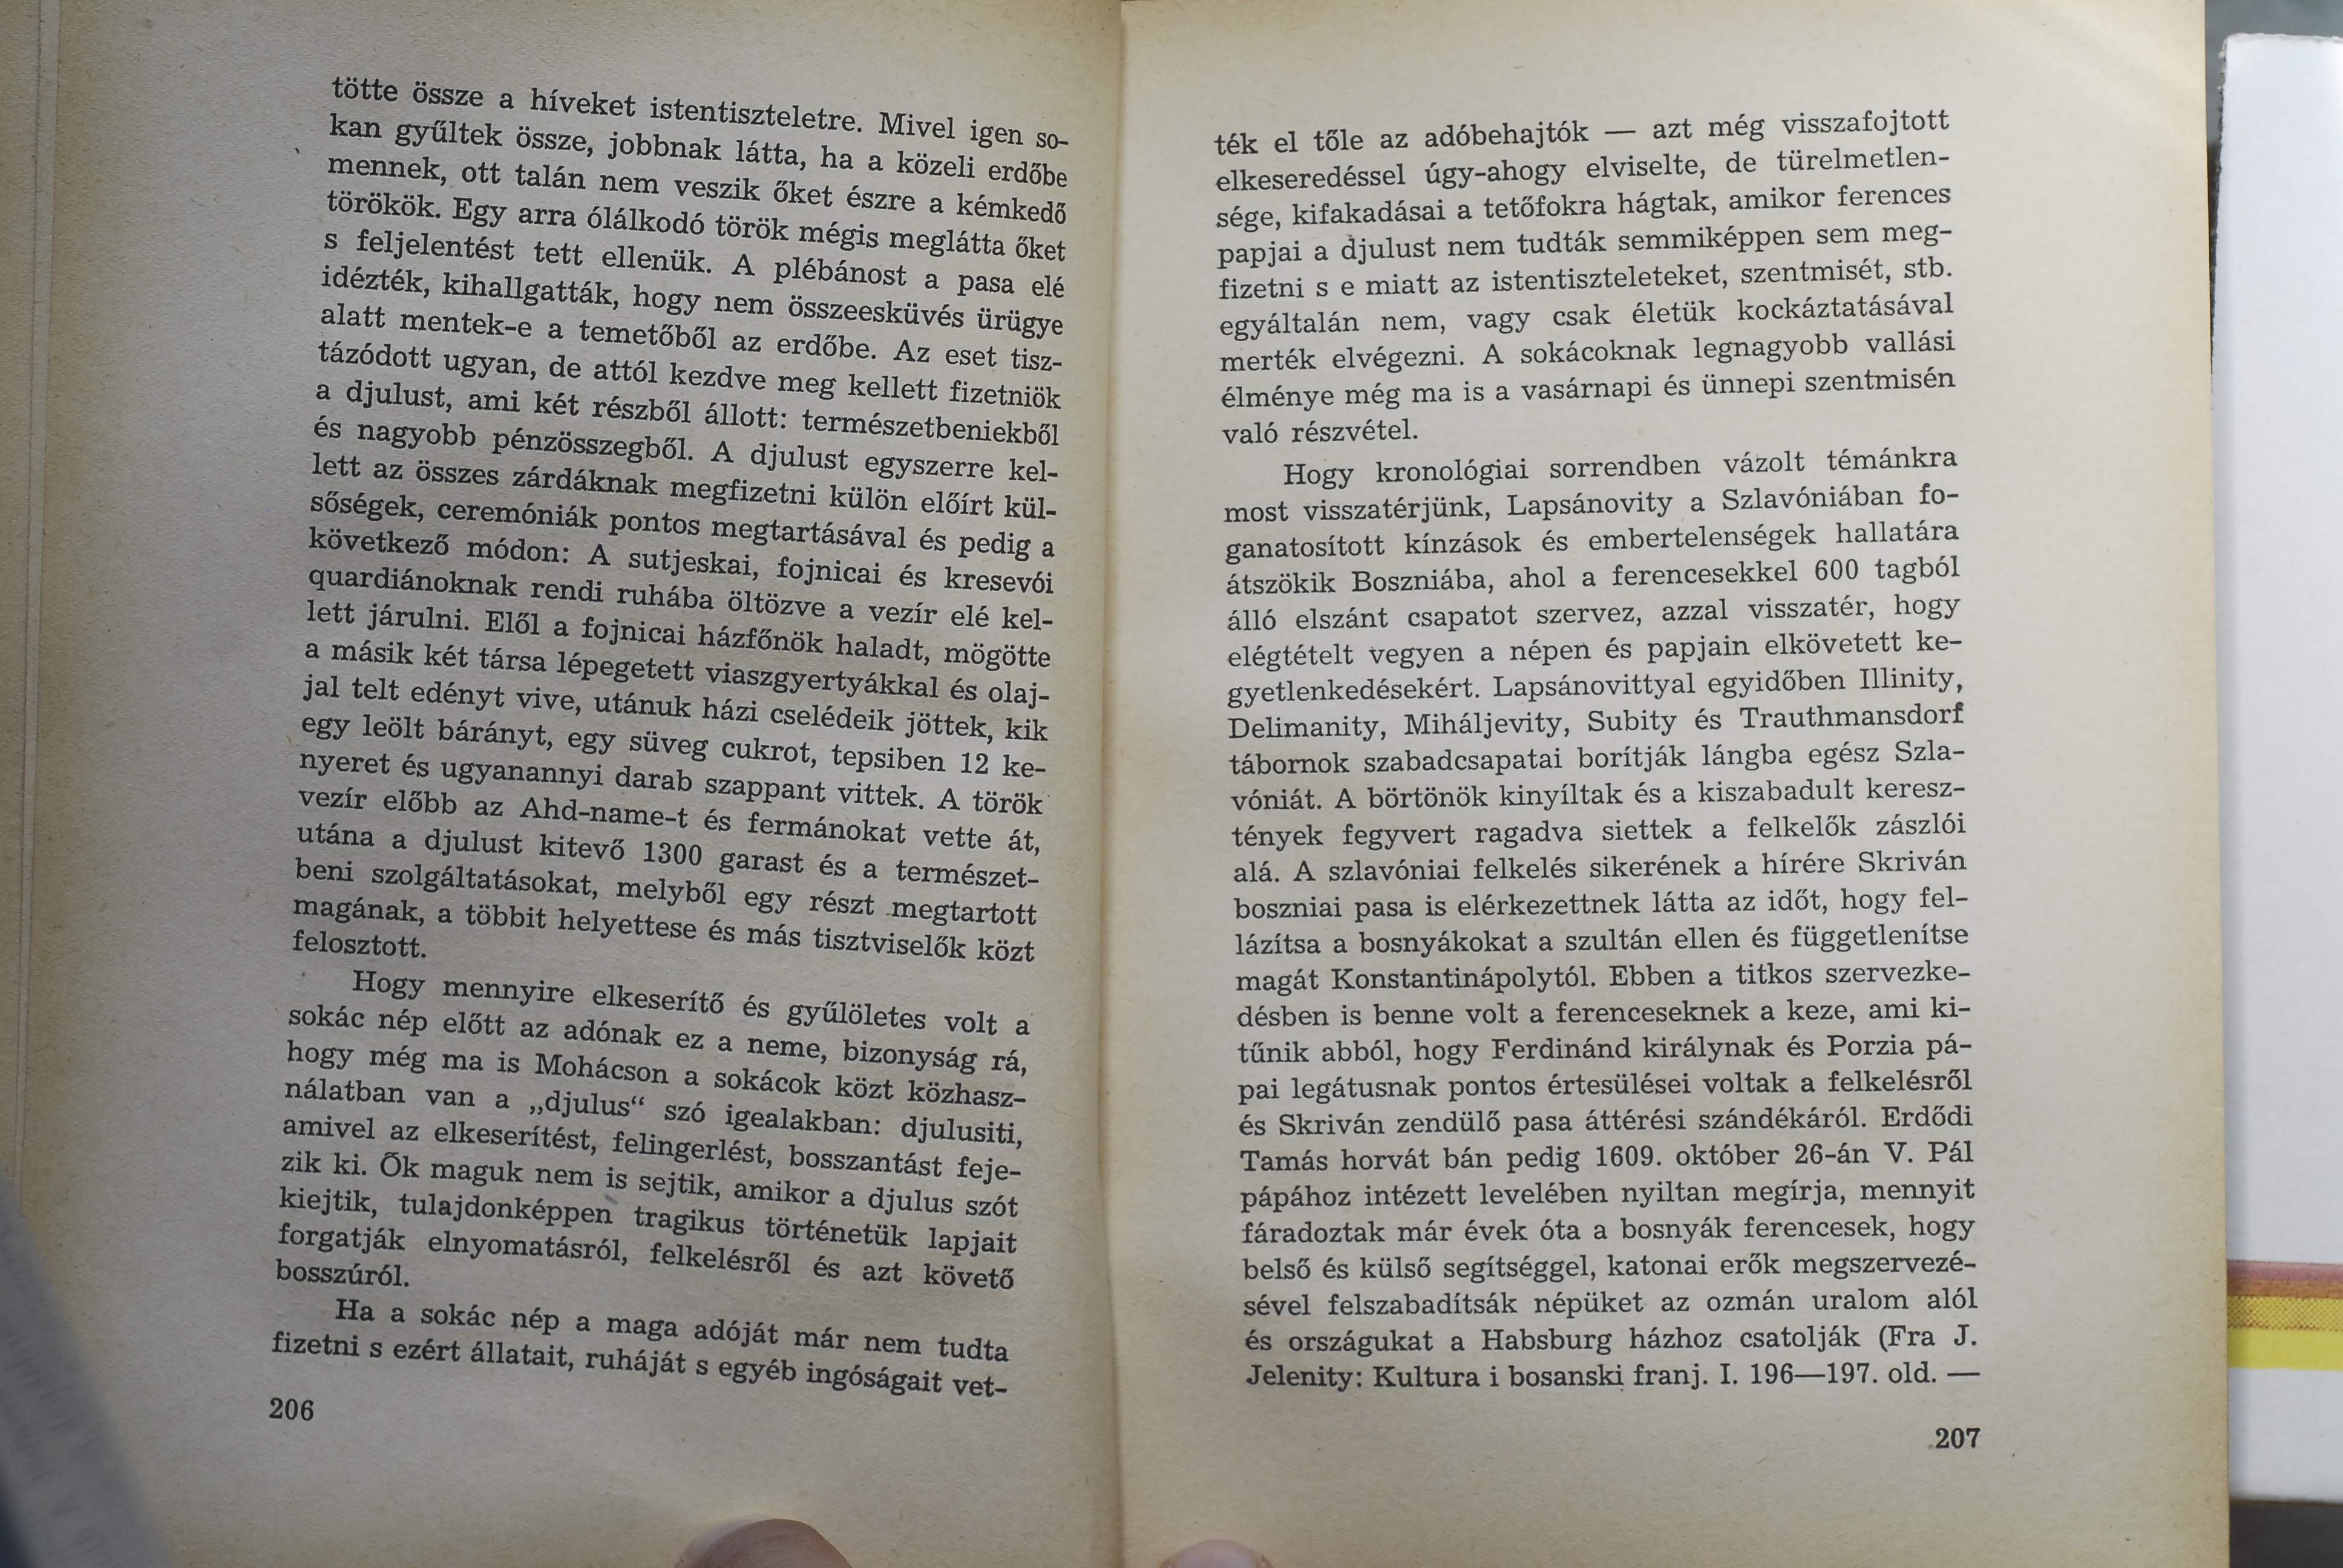 tötte össze a híveket istentiszteletre. Mivel igen so-
kan gyűltek össze, jobbnak látta, ha a közeli erdőbe
mennek, ott talán nem veszik őket észre a kémkedő
törökök. Egy arra ólálkodó török mégis meglátta őket
s feljelentést tett ellenük. A plébánost a pasa elé
idézték, kihallgatták, hogy nem összeesküvés ürügye
alatt mentek-e a temetőből az erdőbe. Az eset tisz-
tázódott ugyan, de attól kezdve meg kellett fizetniök
a djulust, ami két részből állott: természetbeniekből
és nagyobb pénzösszegből. A djulust egyszerre kel-
lett az összes zárdáknak megfizetni külön előírt kül-
sőségek, ceremóniák pontos megtartásával és pedig a
következő módon: A sutjeskai, fojnicai és kresevói
quardiánoknak rendi ruhába öltözve a vezír elé kel-
lett járulni. Elől a fojnicai házfőnök haladt, mögötte
a másik két társa lépegetett viaszgyertyákkal és olaj-
jal telt edényt vive, utánuk házi cselédeik jöttek, kik
egy leölt bárányt, egy süveg cukrot, tepsiben 12 ke-
nyeret és ugyanannyi darab szappant vittek. A török
vezír előbb az Ahd-name-t és fermánokat vette át,
utána a djulust kitevő 1300 garast és a természet-
beni szolgáltatásokat, melyből egy részt megtartott
magának, a többit helyettese és más tisztviselők közt
felosztott.
Hogy mennyire elkeserítő és gyűlöletes volt a
sokác nép előtt az adónak ez a neme, bizonyság rá,
hogy még ma is Mohácson a sokácok közt közhasz-
nálatban van a „djulus“ szó igealakban: djulusiti,
amivel az elkeserítést, felingerlést, bosszantást feje-
zik ki. Ők maguk nem is sejtik, amikor a djulus szót
kiejtik, tulajdonképpen tragikus történetük lapjait
forgatják elnyomatásról, felkelésről és azt követő
bosszúról.
Ha a sokác nép a maga adóját már nem tudta
fizetni s ezért állatait, ruháját s egyéb ingóságait vet-
206
ték el tőle az adóbehajtók — azt még visszafojtott
elkeseredéssel úgy-ahogy elviselte, de türelmetlen-
sége, kifakadásai a tetőfokra hágtak, amikor ferences
papjai a djulust nem tudták semmiképpen sem meg-
fizetni s e miatt az istentiszteleteket, szentmisét, stb.
egyáltalán nem, vagy csak életük kockáztatásával
merték elvégezni. A sokácoknak legnagyobb vallási
élménye még ma is a vasárnapi és ünnepi szentmisén
való részvétel.
Hogy kronológiai sorrendben vázolt témánkra
most visszatérjünk, Lapsánovity a Szlavóniában fo-
ganatosított kínzások és embertelenségek hallatára
átszökik Boszniába, ahol a ferencesekkel 600 tagból
álló elszánt csapatot szervez, azzal visszatér, hogy
elégtételt vegyen a népen és papjain elkövetett ke-
gyetlenkedésekért. Lapsánovittyal egyidőben Illinity,
Delimanity, Miháljevity, Subity és Trauthmansdorf
tábornok szabadcsapatai borítják lángba egész Szla-
vóniát. A börtönök kinyíltak és a kiszabadult keresz-
tények fegyvert ragadva siettek a felkelők zászlói
alá. A szlavóniai felkelés sikerének a hírére Skriván
boszniai pasa is elérkezettnek látta az időt, hogy fel-
lázítsa a bosnyákokat a szultán ellen és függetlenítse
magát Konstantinápolytól. Ebben a titkos szervezke-
désben is benne volt a ferenceseknek a keze, ami ki-
tűnik abból, hogy Ferdinánd királynak és Porzia pá-
pai legátusnak pontos értesülései voltak a felkelésről
és Skriván zendülő pasa áttérési szándékáról. Erdődi
Tamás horvát bán pedig 1609. október 26-án V. Pál
pápához intézett levelében nyiltan megírja, mennyit
fáradoztak már évek óta a bosnyák ferencesek, hogy
belső és külső segítséggel, katonai erők megszervezé-
sével felszabadítsák népüket az ozmán uralom alól
és országukat a Habsburg házhoz csatolják (Fra J.
Jelenity: Kultura i bosanski franj. I. 196—197. old. —
207